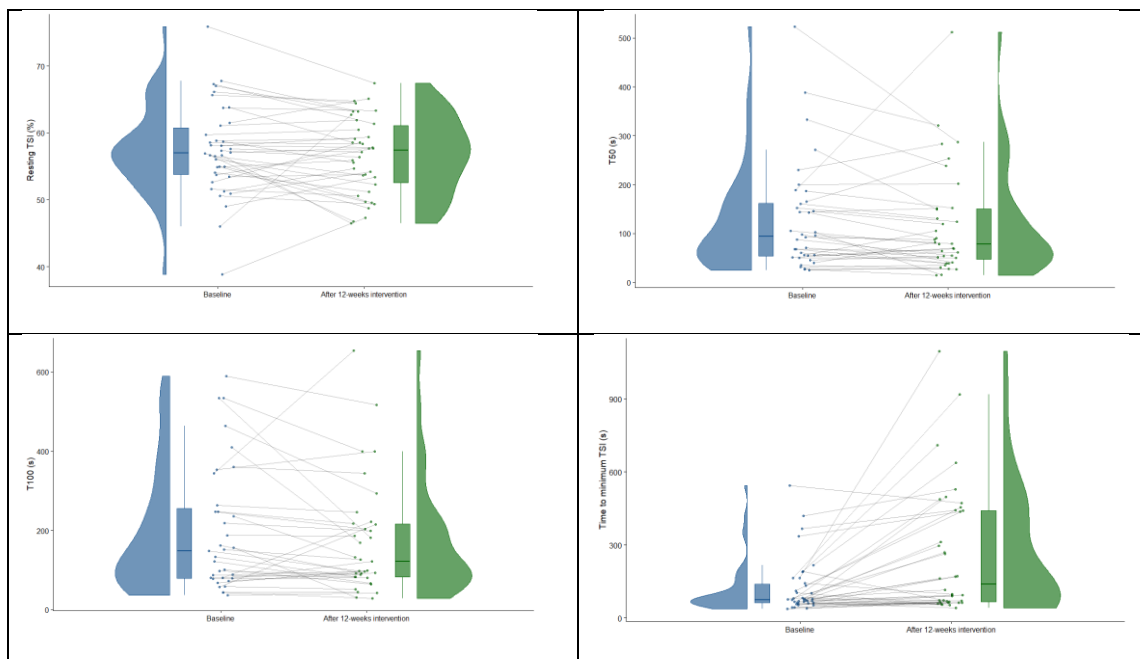 Resting TSI (%)
70
60
50
40
Baseline
After 12-weeks intervention
T50 (s)
500
400
300
200
100
0
Baseline
After 12-weeks intervention
T100 (s)
600
400
200
0
Baseline
After 12-weeks intervention
Time to minimum TSI (s)
900
600
300
0
Baseline
After 12-weeks intervention